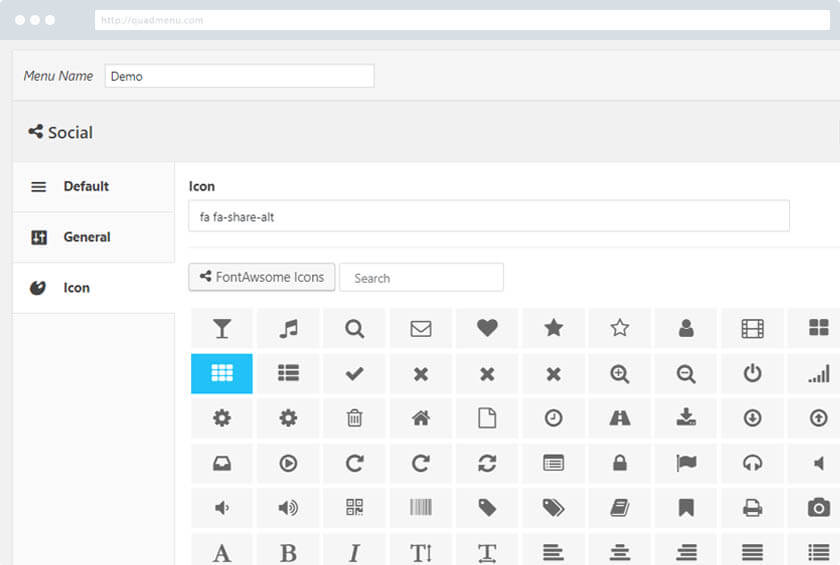 http://quadmenu.com
Menu Name Demo
Social
Default
General
Icon
Icon
fa fa-share-alt
FontAwsome Icons Search